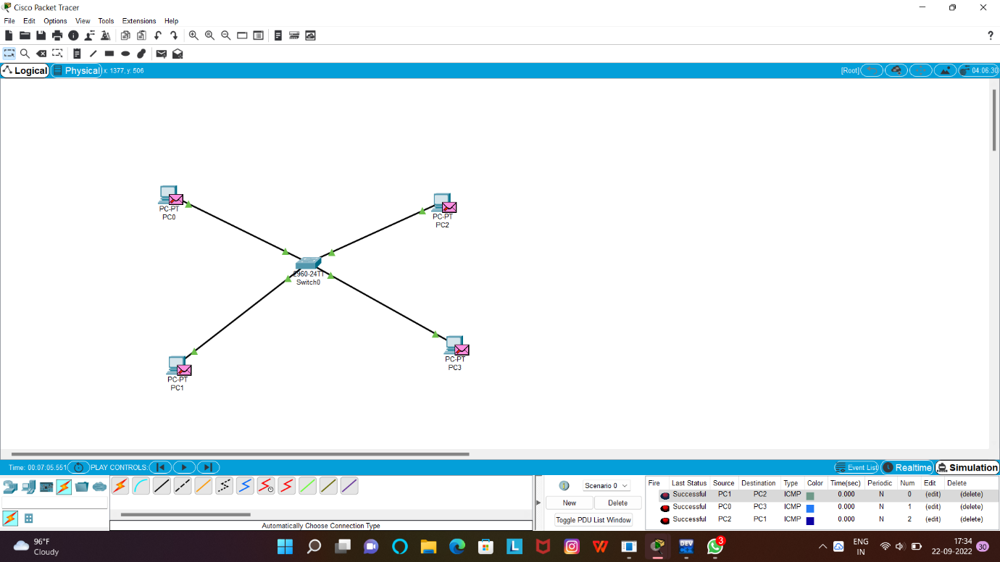 Cisco Packet Tracer
File Edit Options View Tools Extensions Help
?
Logical Physical x: 1377, y: 506 [Root] 04:06:30
PC-PT
PC0
PC-PT
PC2
2960-24TT
Switch0
PC-PT
PC3
PC-PT
PC1
Time: 00:07:05.551 PLAY CONTROLS: Event List Realtime Simulation
Scenario 0
New Delete
Toggle PDU List Window
Fire Last Status Source Destination Type Color Time(sec) Periodic Num Edit Delete
Successful PC1 PC2 ICMP 0.000 N 0 (edit) (delete)
Successful PC0 PC3 ICMP 0.000 N 1 (edit) (delete)
Successful PC2 PC1 ICMP 0.000 N 2 (edit) (delete)
Automatically Choose Connection Type
96°F
Cloudy
L
W
DEV
3
ENG
IN
17:34
22-09-2022
30